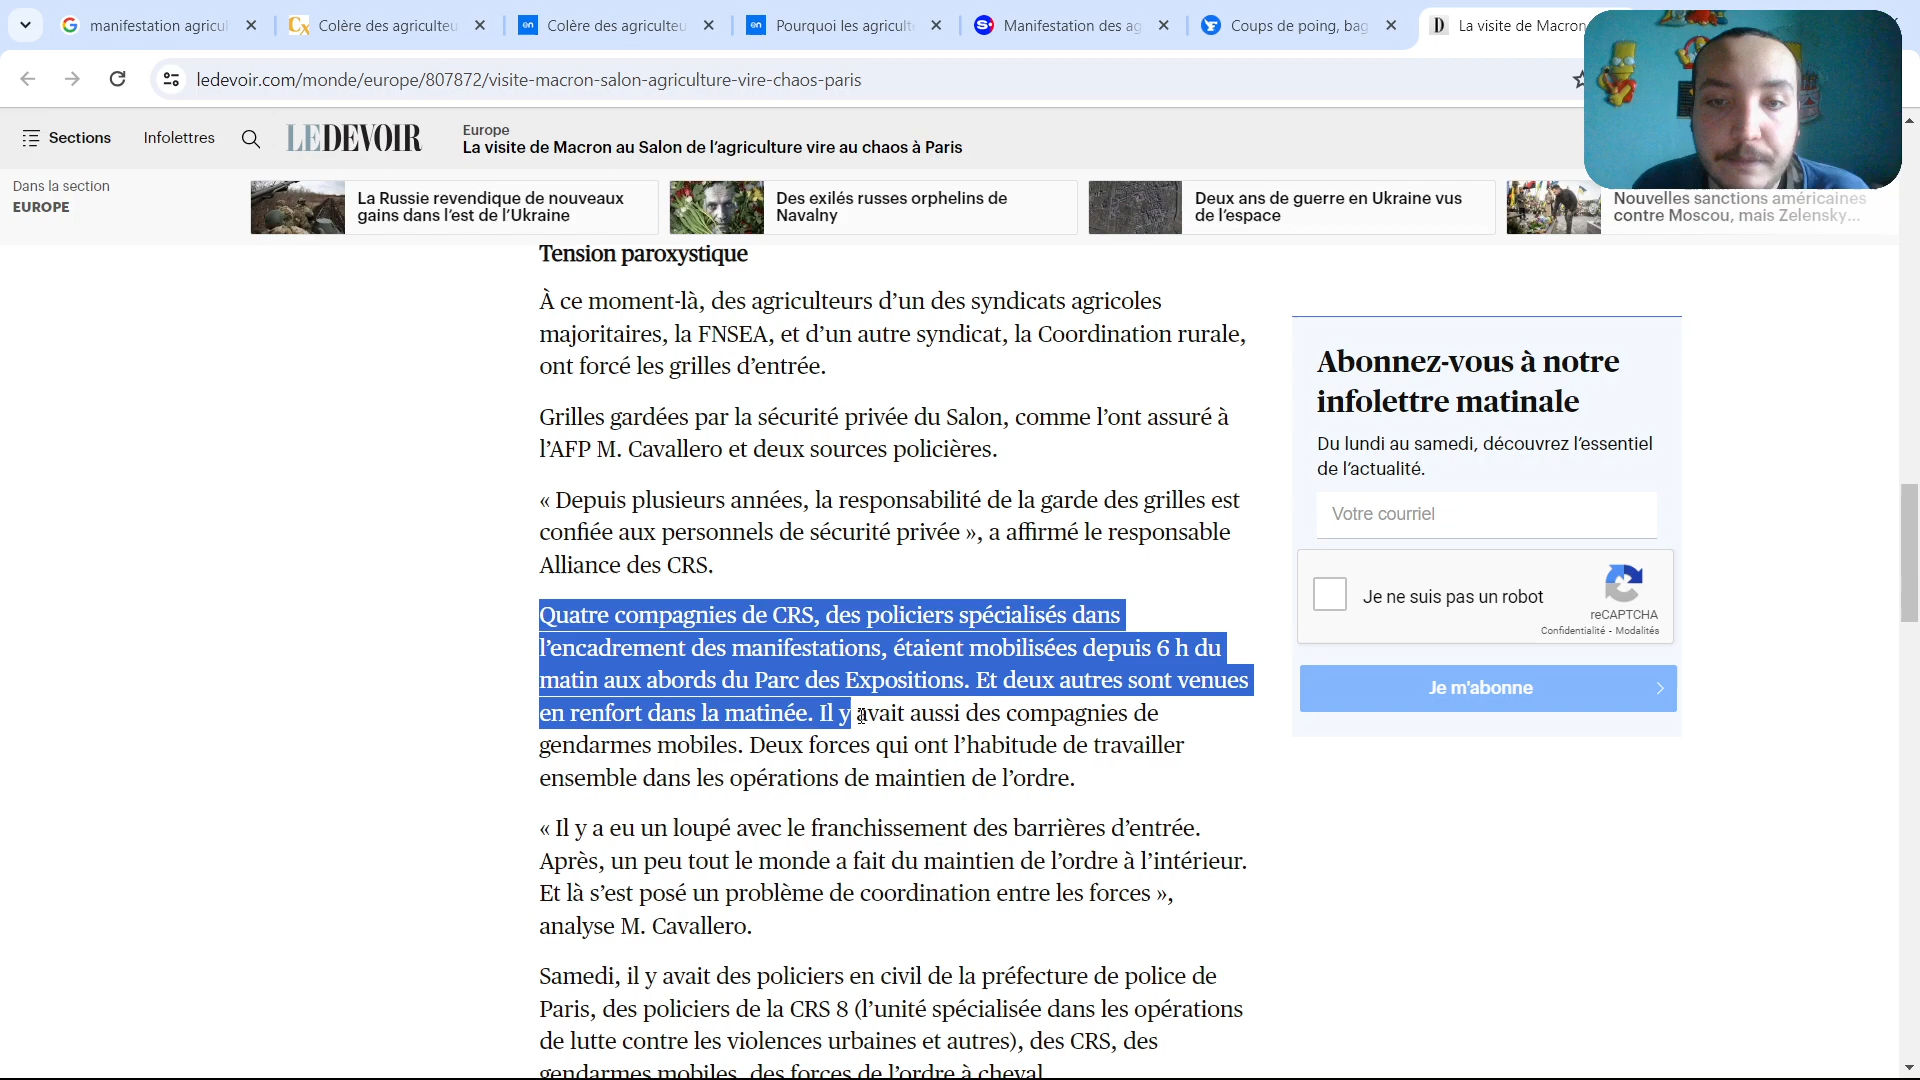 manifestation agricul
Colère des agriculteu
Colère des agriculteu
Pourquoi les agricult
Manifestation des ag
Coups de poing, bag
La visite de Macron
ledevoir.com/monde/europe/807872/visite-macron-salon-agriculture-vire-chaos-paris
Sections
Infolettres
LE DEVOIR
Europe
La visite de Macron au Salon de l’agriculture vire au chaos à Paris
Dans la section
EUROPE
La Russie revendique de nouveaux
gains dans l’est de l’Ukraine
Des exilés russes orphelins de
Navalny
Deux ans de guerre en Ukraine vus
de l’espace
Nouvelles sanctions américaines
contre Moscou, mais Zelensky...
Tension paroxystique
À ce moment-là, des agriculteurs d’un des syndicats agricoles
majoritaires, la FNSEA, et d’un autre syndicat, la Coordination rurale,
ont forcé les grilles d’entrée.
Grilles gardées par la sécurité privée du Salon, comme l’ont assuré à
l’AFP M. Cavallero et deux sources policières.
« Depuis plusieurs années, la responsabilité de la garde des grilles est
confiée aux personnels de sécurité privée », a affirmé le responsable
Alliance des CRS.
Quatre compagnies de CRS, des policiers spécialisés dans
l’encadrement des manifestations, étaient mobilisées depuis 6 h du
matin aux abords du Parc des Expositions. Et deux autres sont venues
en renfort dans la matinée. Il y avait aussi des compagnies de
gendarmes mobiles. Deux forces qui ont l’habitude de travailler
ensemble dans les opérations de maintien de l’ordre.
« Il y a eu un loupé avec le franchissement des barrières d’entrée.
Après, un peu tout le monde a fait du maintien de l’ordre à l’intérieur.
Et là s’est posé un problème de coordination entre les forces »,
analyse M. Cavallero.
Samedi, il y avait des policiers en civil de la préfecture de police de
Paris, des policiers de la CRS 8 (l’unité spécialisée dans les opérations
de lutte contre les violences urbaines et autres), des CRS, des
gendarmes mobiles, des forces de l’ordre à cheval.
Abonnez-vous à notre
infolettre matinale
Du lundi au samedi, découvrez l’essentiel
de l’actualité.
Votre courriel
Je ne suis pas un robot
reCAPTCHA
Confidentialité - Modalités
Je m'abonne